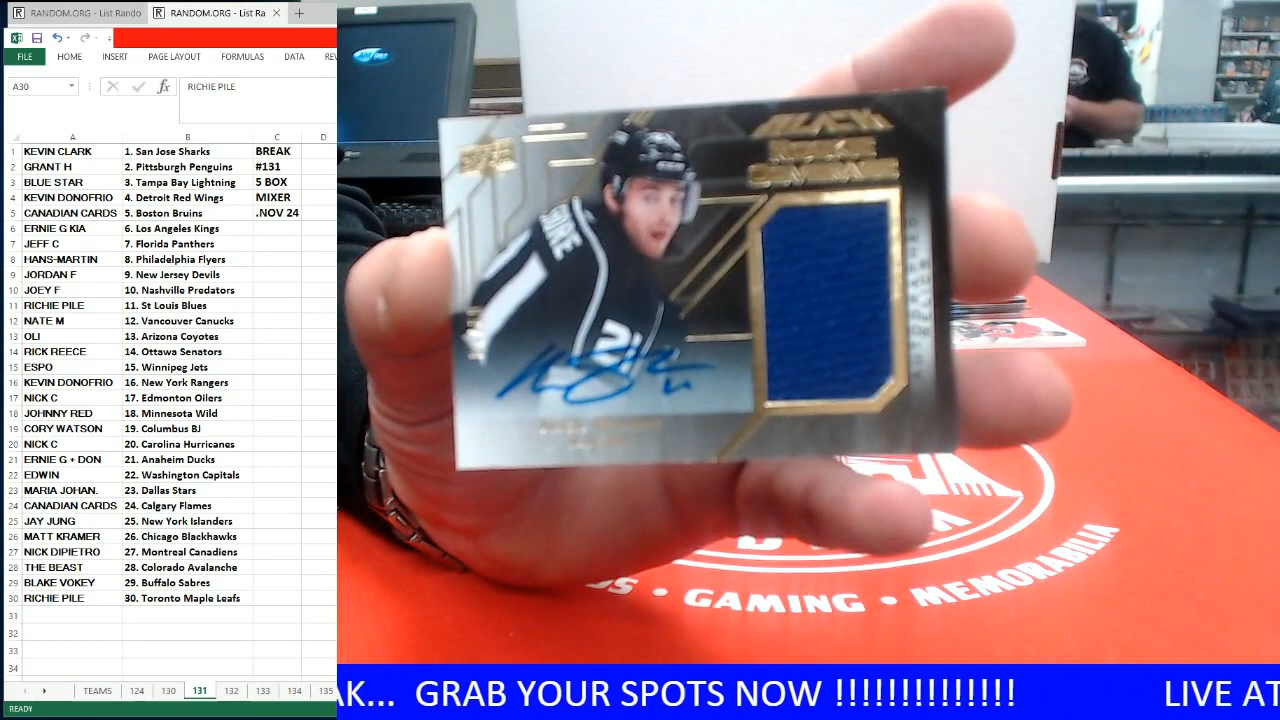 RANDOM.ORG - List Rando
RANDOM.ORG - List Ra
FILE HOME INSERT PAGE LAYOUT FORMULAS DATA REV
A30 fx RICHIE PILE
A B C D
1 KEVIN CLARK 1. San Jose Sharks BREAK
2 GRANT H 2. Pittsburgh Penguins #131
3 BLUE STAR 3. Tampa Bay Lightning 5 BOX
4 KEVIN DONOFRIO 4. Detroit Red Wings MIXER
5 CANADIAN CARDS 5. Boston Bruins .NOV 24
6 ERNIE G KIA 6. Los Angeles Kings
7 JEFF C 7. Florida Panthers
8 HANS-MARTIN 8. Philadelphia Flyers
9 JORDAN F 9. New Jersey Devils
10 JOEY F 10. Nashville Predators
11 RICHIE PILE 11. St Louis Blues
12 NATE M 12. Vancouver Canucks
13 OLI 13. Arizona Coyotes
14 RICK REECE 14. Ottawa Senators
15 ESPO 15. Winnipeg Jets
16 KEVIN DONOFRIO 16. New York Rangers
17 NICK C 17. Edmonton Oilers
18 JOHNNY RED 18. Minnesota Wild
19 CORY WATSON 19. Columbus BJ
20 NICK C 20. Carolina Hurricanes
21 ERNIE G + DON 21. Anaheim Ducks
22 EDWIN 22. Washington Capitals
23 MARIA JOHAN. 23. Dallas Stars
24 CANADIAN CARDS 24. Calgary Flames
25 JAY JUNG 25. New York Islanders
26 MATT KRAMER 26. Chicago Blackhawks
27 NICK DIPIETRO 27. Montreal Canadiens
28 THE BEAST 28. Colorado Avalanche
29 BLAKE VOKEY 29. Buffalo Sabres
30 RICHIE PILE 30. Toronto Maple Leafs
31
32
33
34
TEAMS 124 130 131 132 133 134 135
READY
BLACK
GAMING • MEMORABILIA
AK... GRAB YOUR SPOTS NOW !!!!!!!!!!!!!! LIVE AT